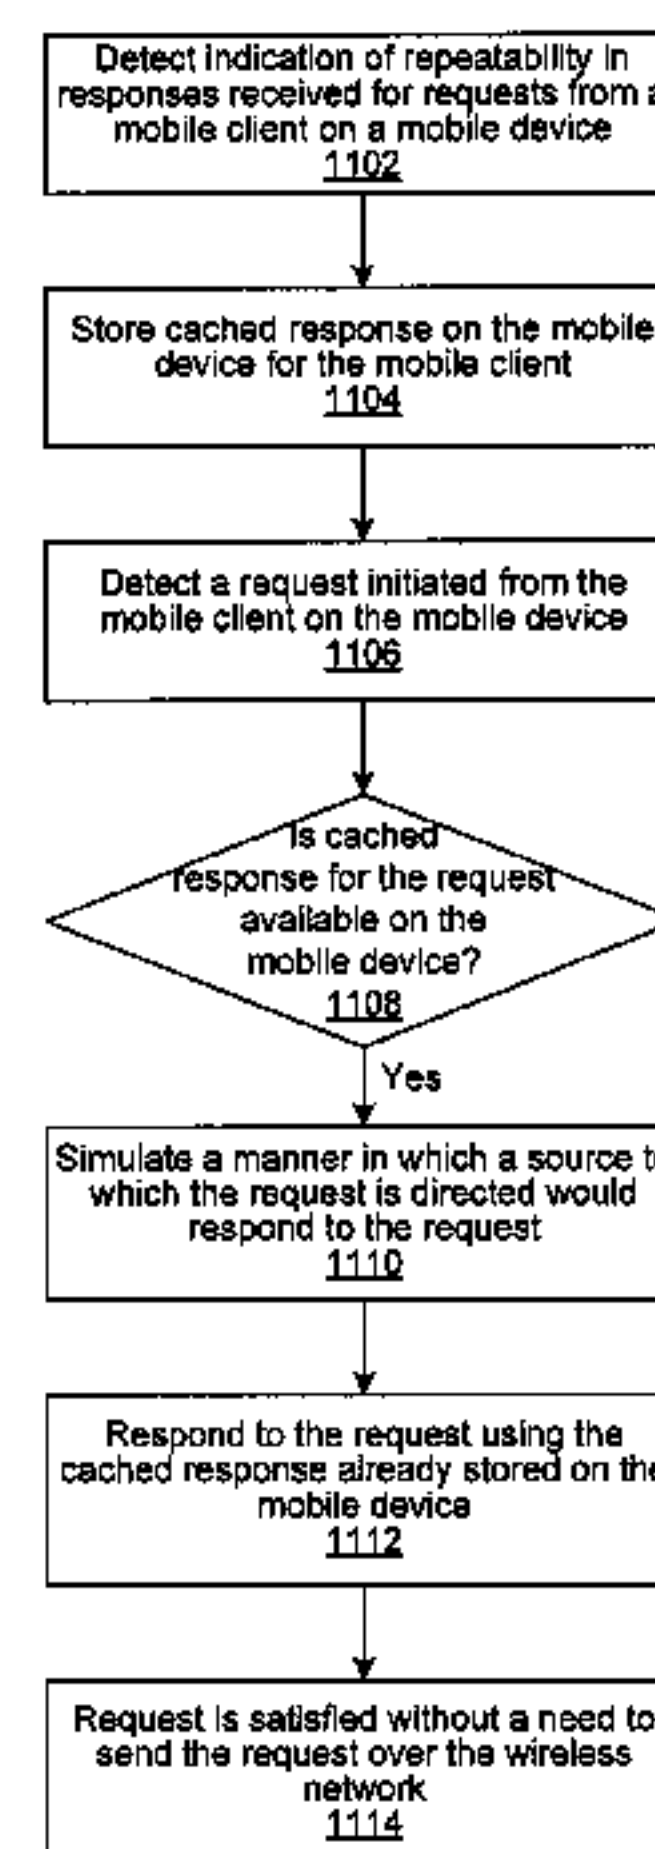 Detect indication of repeatability in
responses received for requests from a
mobile client on a mobile device
1102
Store cached response on the mobile
device for the mobile client
1104
Detect a request initiated from the
mobile client on the mobile device
1106
Is cached
response for the request
available on the
mobile device?
1108
Yes
Simulate a manner in which a source to
which the request is directed would
respond to the request
1110
Respond to the request using the
cached response already stored on the
mobile device
1112
Request is satisfied without a need to
send the request over the wireless
network
1114